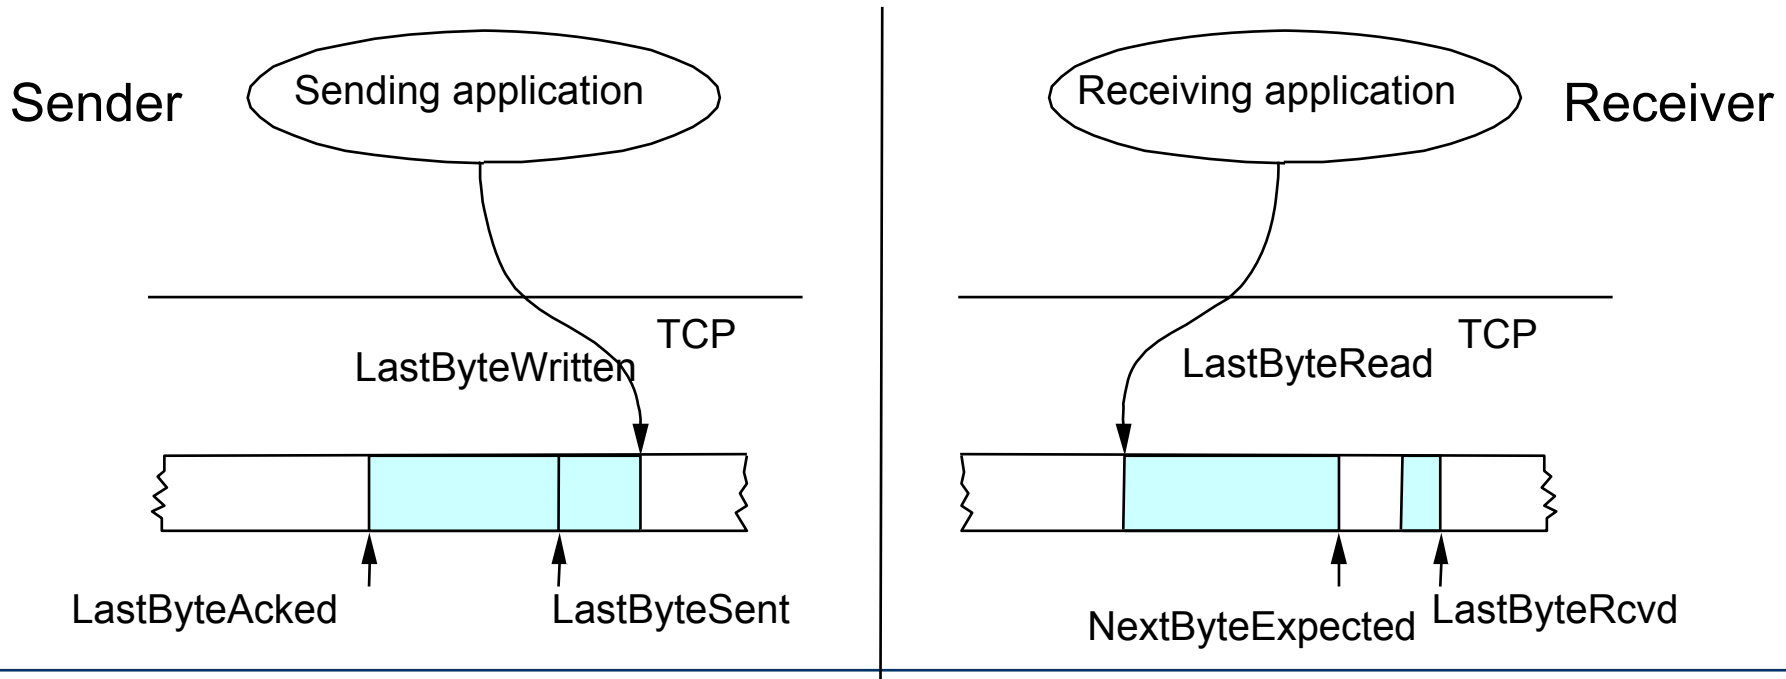 Sender
Sending application
Receiving application
Receiver
TCP
LastByteWritten
TCP
LastByteRead
LastByteAcked
LastByteSent
NextByteExpected
LastByteRcvd